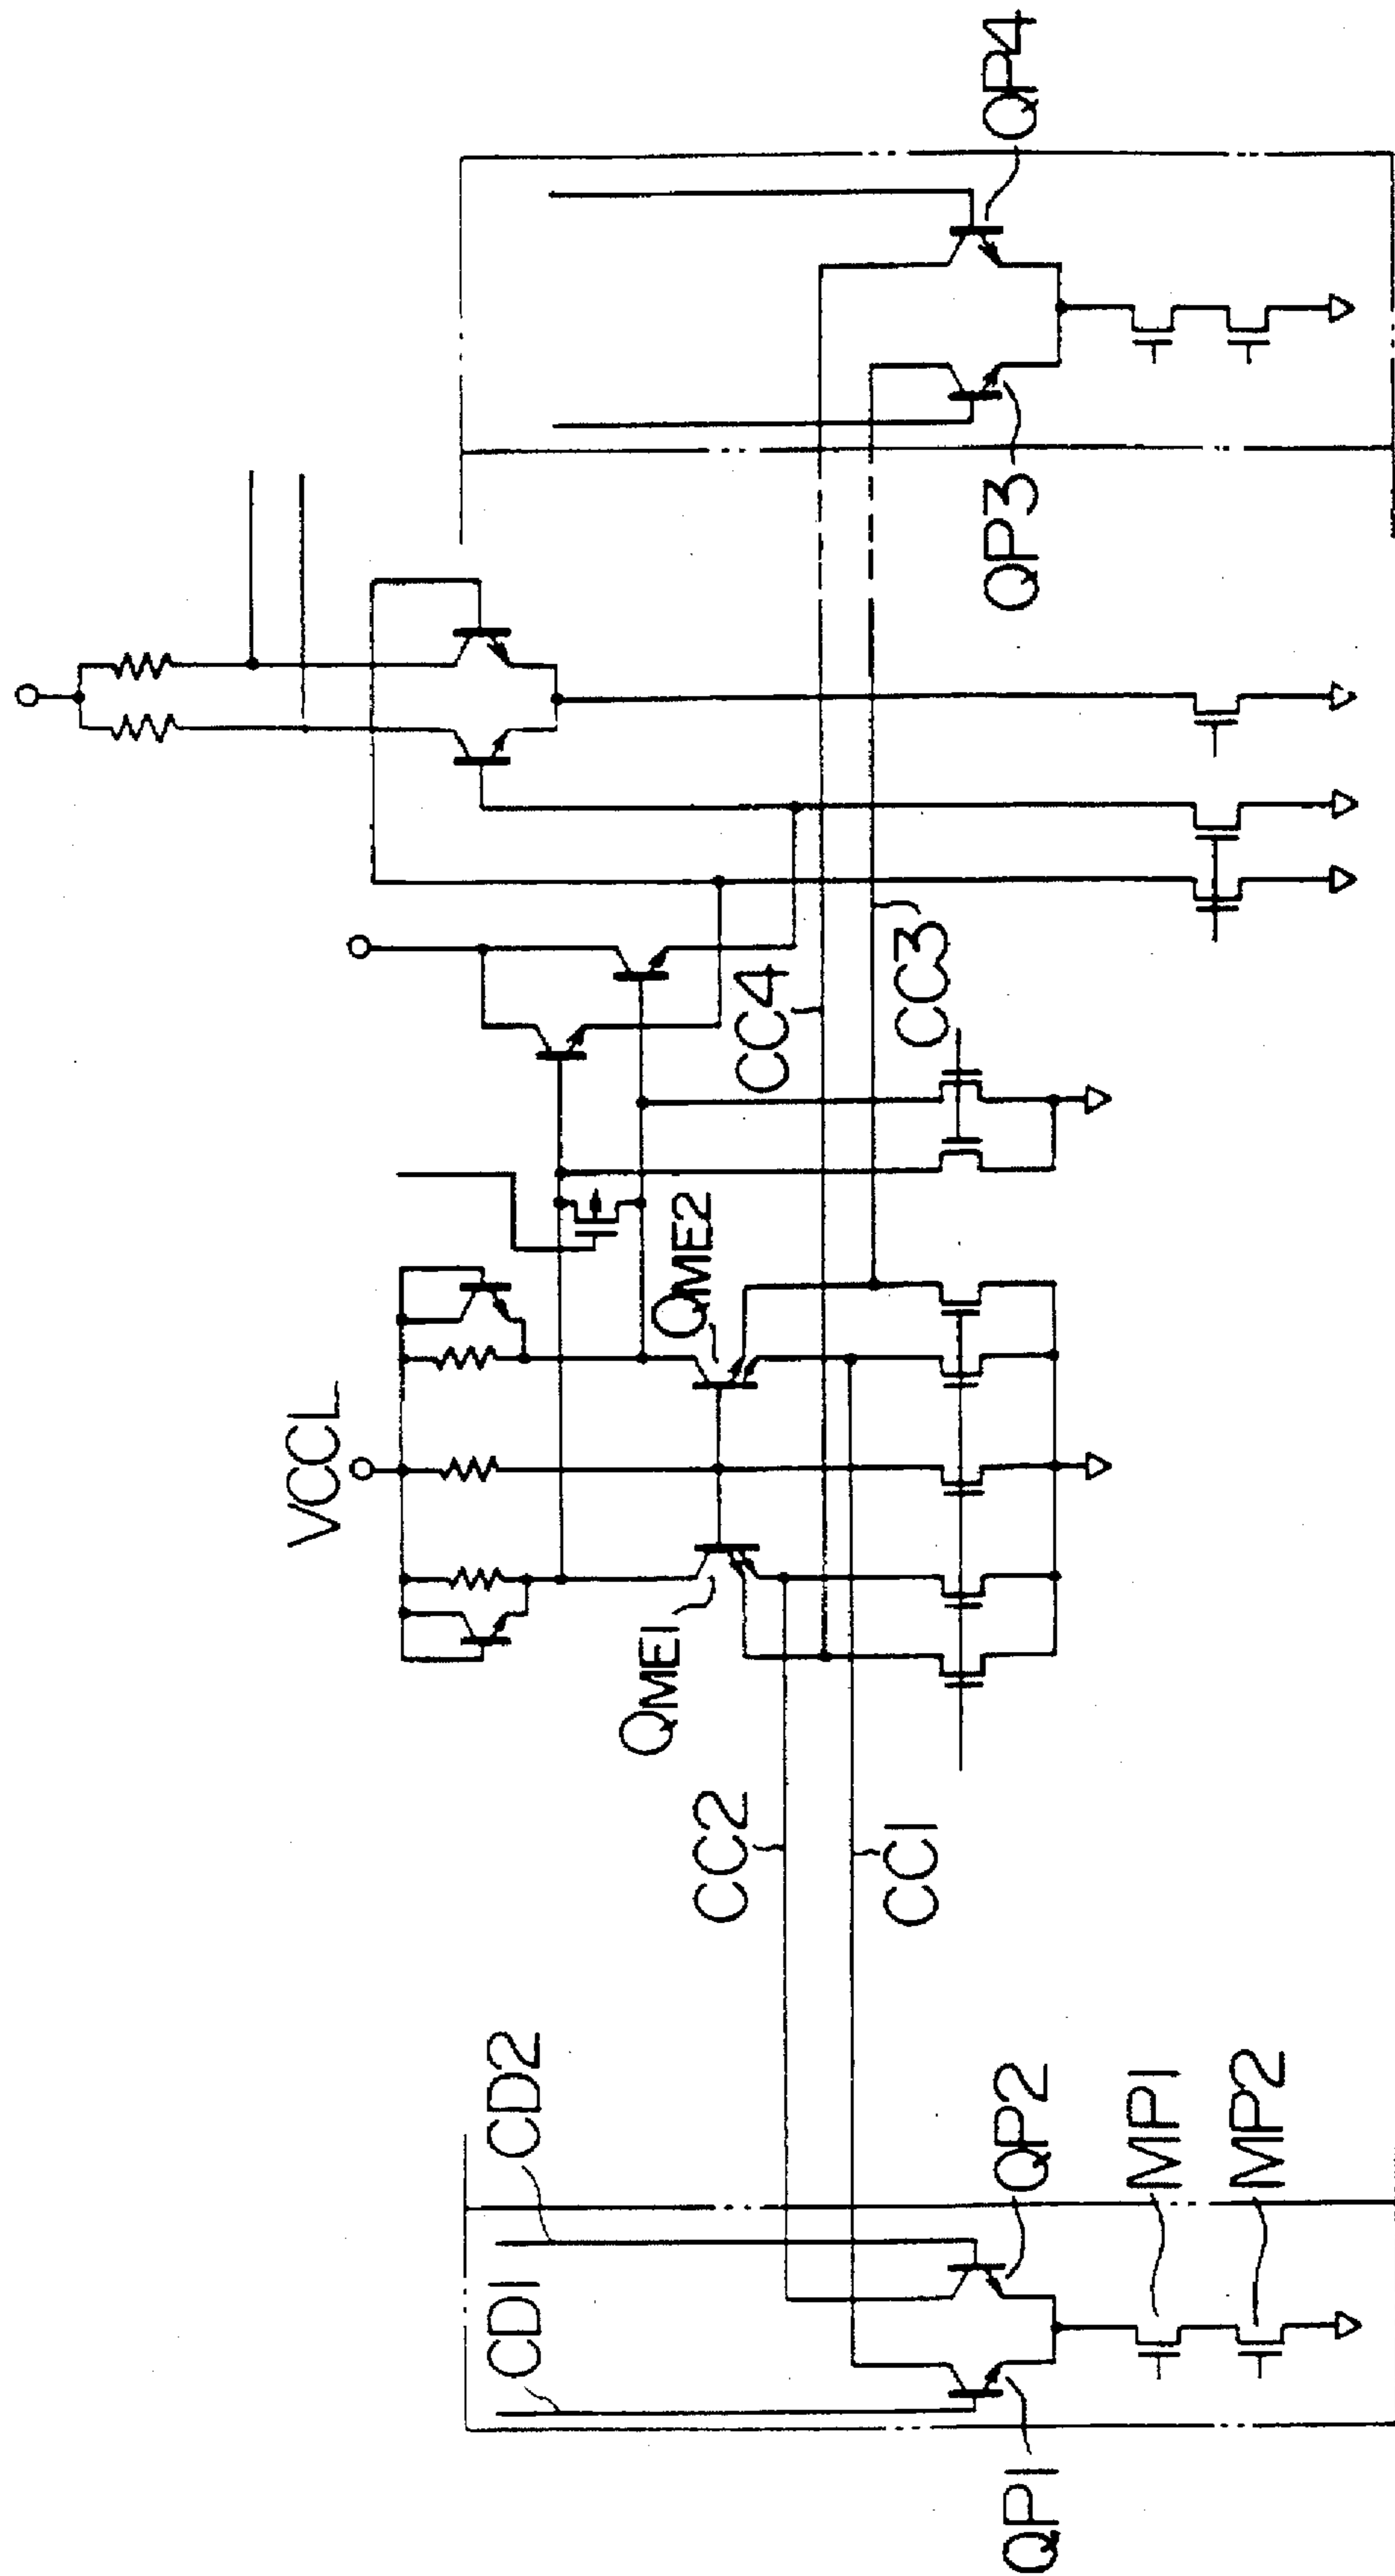 VCCL
QME1
QME2
CC2
CC1
CC4
CC3
CD1
CD2
QP1
QP2
MP1
MP2
QP3
QP4